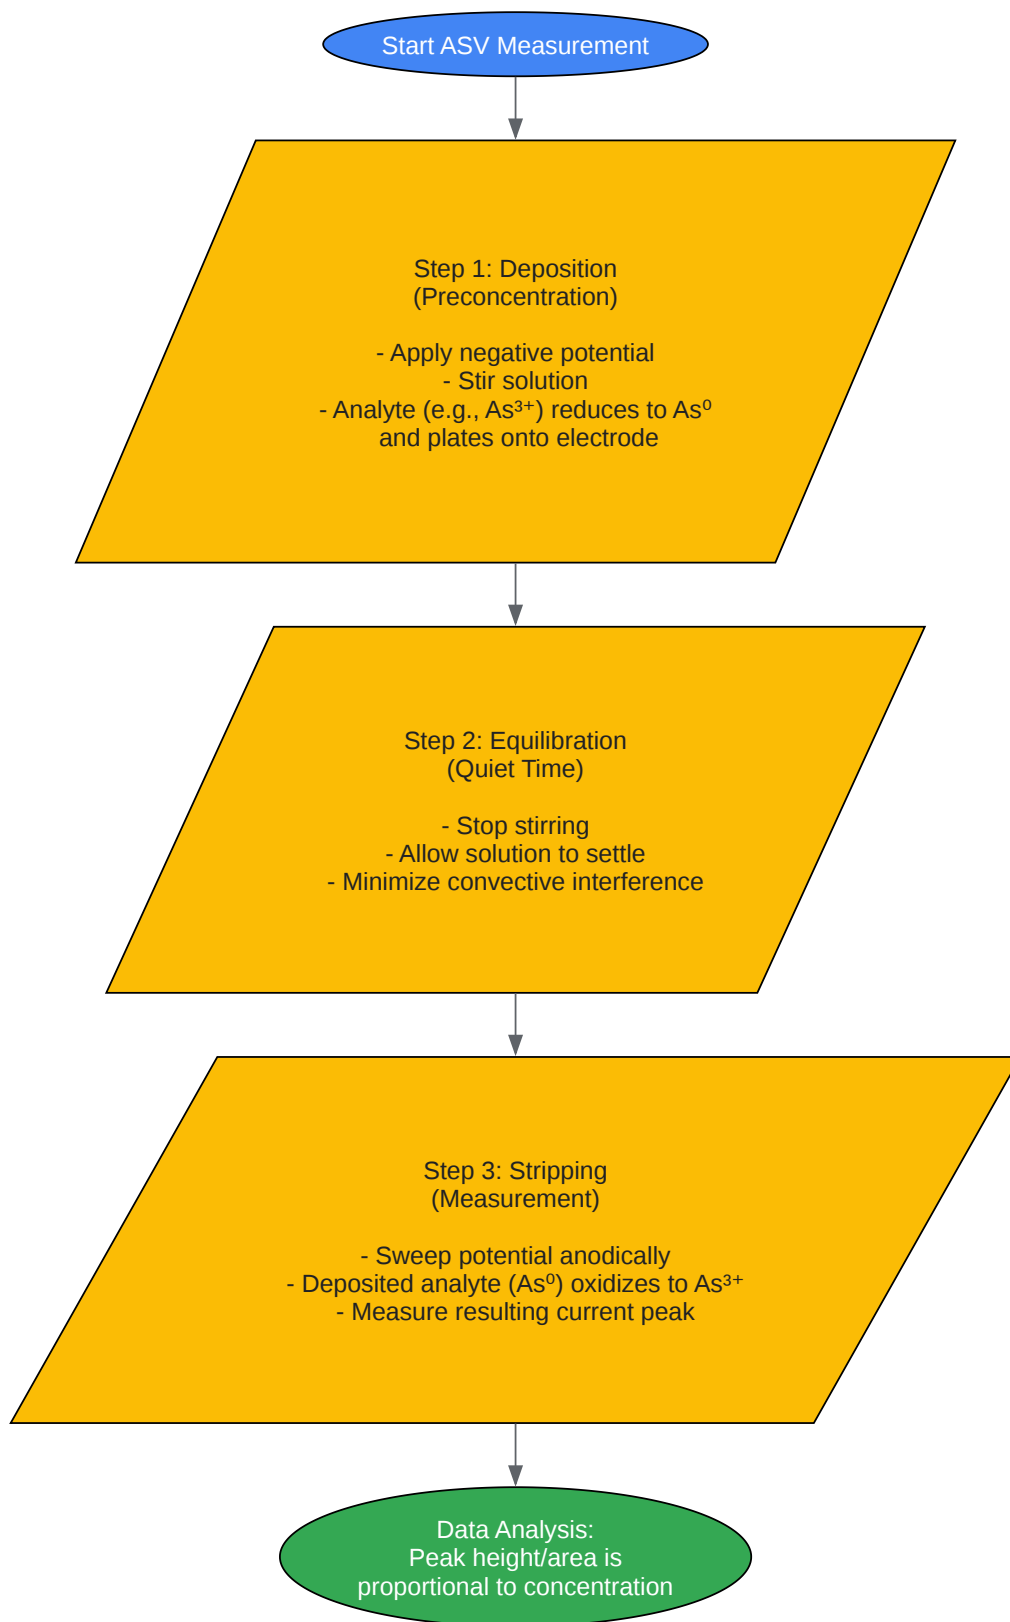 Start ASV Measurement
Step 1: Deposition
(Preconcentration)
- Apply negative potential
- Stir solution
- Analyte (e.g., As³⁺) reduces to As⁰
and plates onto electrode
Step 2: Equilibration
(Quiet Time)
- Stop stirring
- Allow solution to settle
- Minimize convective interference
Step 3: Stripping
(Measurement)
- Sweep potential anodically
- Deposited analyte (As⁰) oxidizes to As³⁺
- Measure resulting current peak
Data Analysis:
Peak height/area is
proportional to concentration